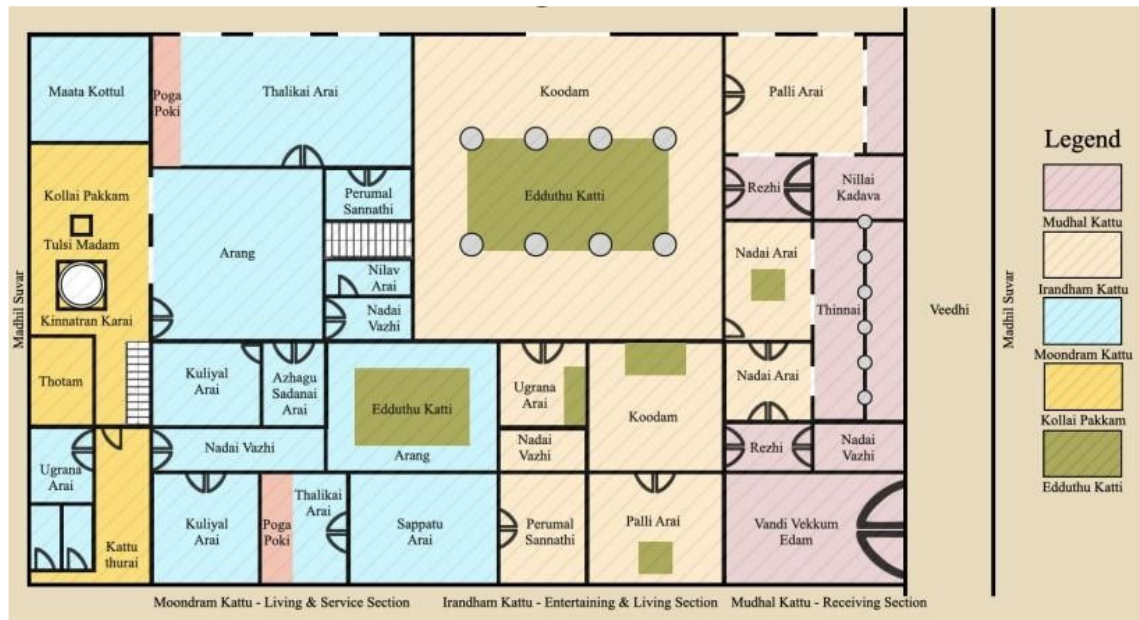 Maata Kottul
Poga
Poki
Thalikai Arai
Koodam
Palli Arai
Legend
Mudhal Kattu
Irandham Kattu
Moondram Kattu
Kollai Pakkam
Edduthu Katti
Kollai Pakkam
Tulsi Madam
Kinnatran Karai
Madhil Suvar
Thotam
Arang
Perumal
Sannathi
Nilav
Arai
Nadai
Vazhi
Edduthu Katti
Rezhi
Nillai
Kadava
Nadai Arai
Thinnai
Veedhi
Madhil Suvar
Kuliyal
Arai
Azhagu
Sadanai
Arai
Edduthu Katti
Arang
Ugrana
Arai
Koodam
Nadai Arai
Nadai Vazhi
Nadai
Vazhi
Rezhi
Nadai
Vazhi
Ugrana
Arai
Kattu
thurai
Kuliyal
Arai
Poga
Poki
Thalikai
Arai
Sappatu
Arai
Perumal
Sannathi
Palli Arai
Vandi Vekkum
Edam
Moondram Kattu - Living & Service Section
Irandham Kattu - Entertaining & Living Section
Mudhal Kattu - Receiving Section